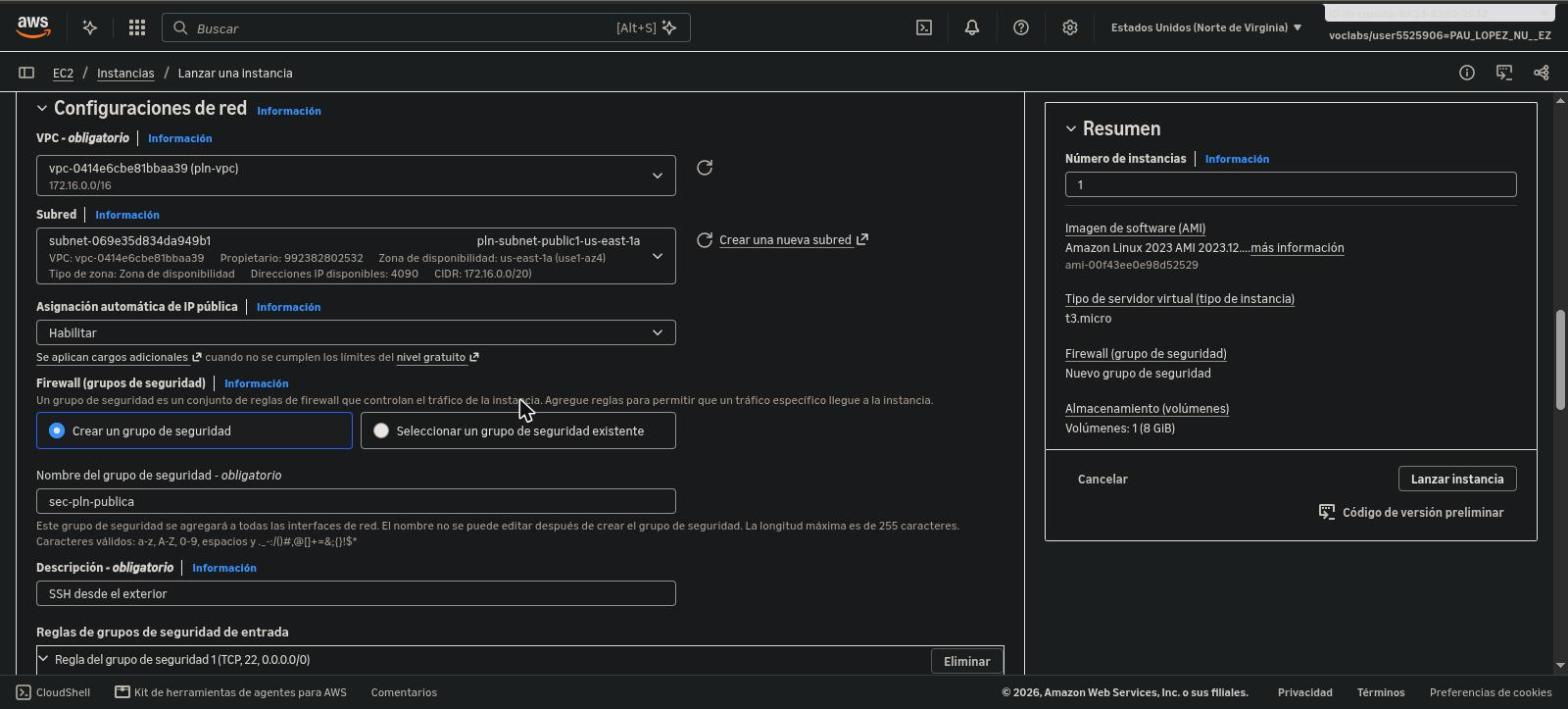 aws
Buscar [Alt+S]
Estados Unidos (Norte de Virginia)
voclabs/user5525906=PAU_LOPEZ_NU__EZ
EC2 / Instancias / Lanzar una instancia
Configuraciones de red Información
VPC - obligatorio | Información
vpc-0414e6cbe81bbaa39 (pln-vpc)
172.16.0.0/16
Subred | Información
subnet-069e35d834da949b1 pln-subnet-public1-us-east-1a
VPC: vpc-0414e6cbe81bbaa39 Propietario: 992382802532 Zona de disponibilidad: us-east-1a (use1-az4)
Tipo de zona: Zona de disponibilidad Direcciones IP disponibles: 4090 CIDR: 172.16.0.0/20)
Crear una nueva subred
Asignación automática de IP pública | Información
Habilitar
Se aplican cargos adicionales cuando no se cumplen los límites del nivel gratuito
Firewall (grupos de seguridad) | Información
Un grupo de seguridad es un conjunto de reglas de firewall que controlan el tráfico de la instancia. Agregue reglas para permitir que un tráfico específico llegue a la instancia.
Crear un grupo de seguridad
Seleccionar un grupo de seguridad existente
Nombre del grupo de seguridad - obligatorio
sec-pln-publica
Este grupo de seguridad se agregará a todas las interfaces de red. El nombre no se puede editar después de crear el grupo de seguridad. La longitud máxima es de 255 caracteres.
Caracteres válidos: a-z, A-Z, 0-9, espacios y ._-:/()#,@[]+=&;{}!$*
Descripción - obligatorio | Información
SSH desde el exterior
Reglas de grupos de seguridad de entrada
Regla del grupo de seguridad 1 (TCP, 22, 0.0.0.0/0)
Eliminar
Resumen
Número de instancias | Información
1
Imagen de software (AMI)
Amazon Linux 2023 AMI 2023.12....más información
ami-00f43ee0e98d52529
Tipo de servidor virtual (tipo de instancia)
t3.micro
Firewall (grupo de seguridad)
Nuevo grupo de seguridad
Almacenamiento (volúmenes)
Volúmenes: 1 (8 GiB)
Cancelar
Lanzar instancia
Código de versión preliminar
CloudShell
Kit de herramientas de agentes para AWS
Comentarios
© 2026, Amazon Web Services, Inc. o sus filiales.
Privacidad
Términos
Preferencias de cookies